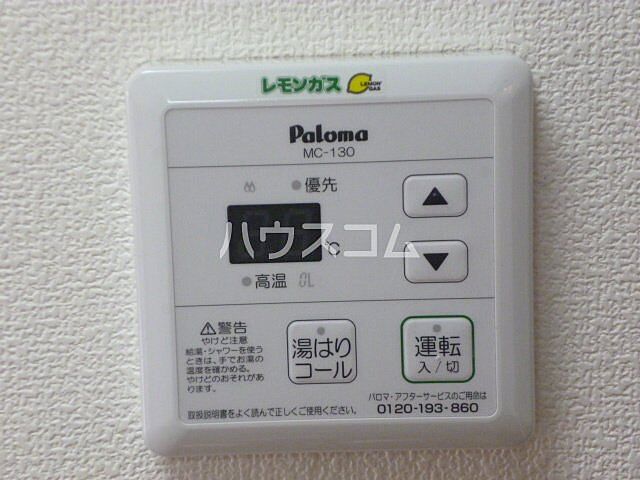 レモンガス
LEMON GAS
Paloma
MC-130
優先
ハウスコム
℃
高温
警告
やけど注意
給湯・シャワーを使う
ときは、手でお湯の
温度を確かめる。
やけどのおそれがあ
ります。
湯はり
コール
運転
入/切
パロマ・アフターサービスのご用命は
0120-193-860
取扱説明書をよく読んで正しくご使用ください。